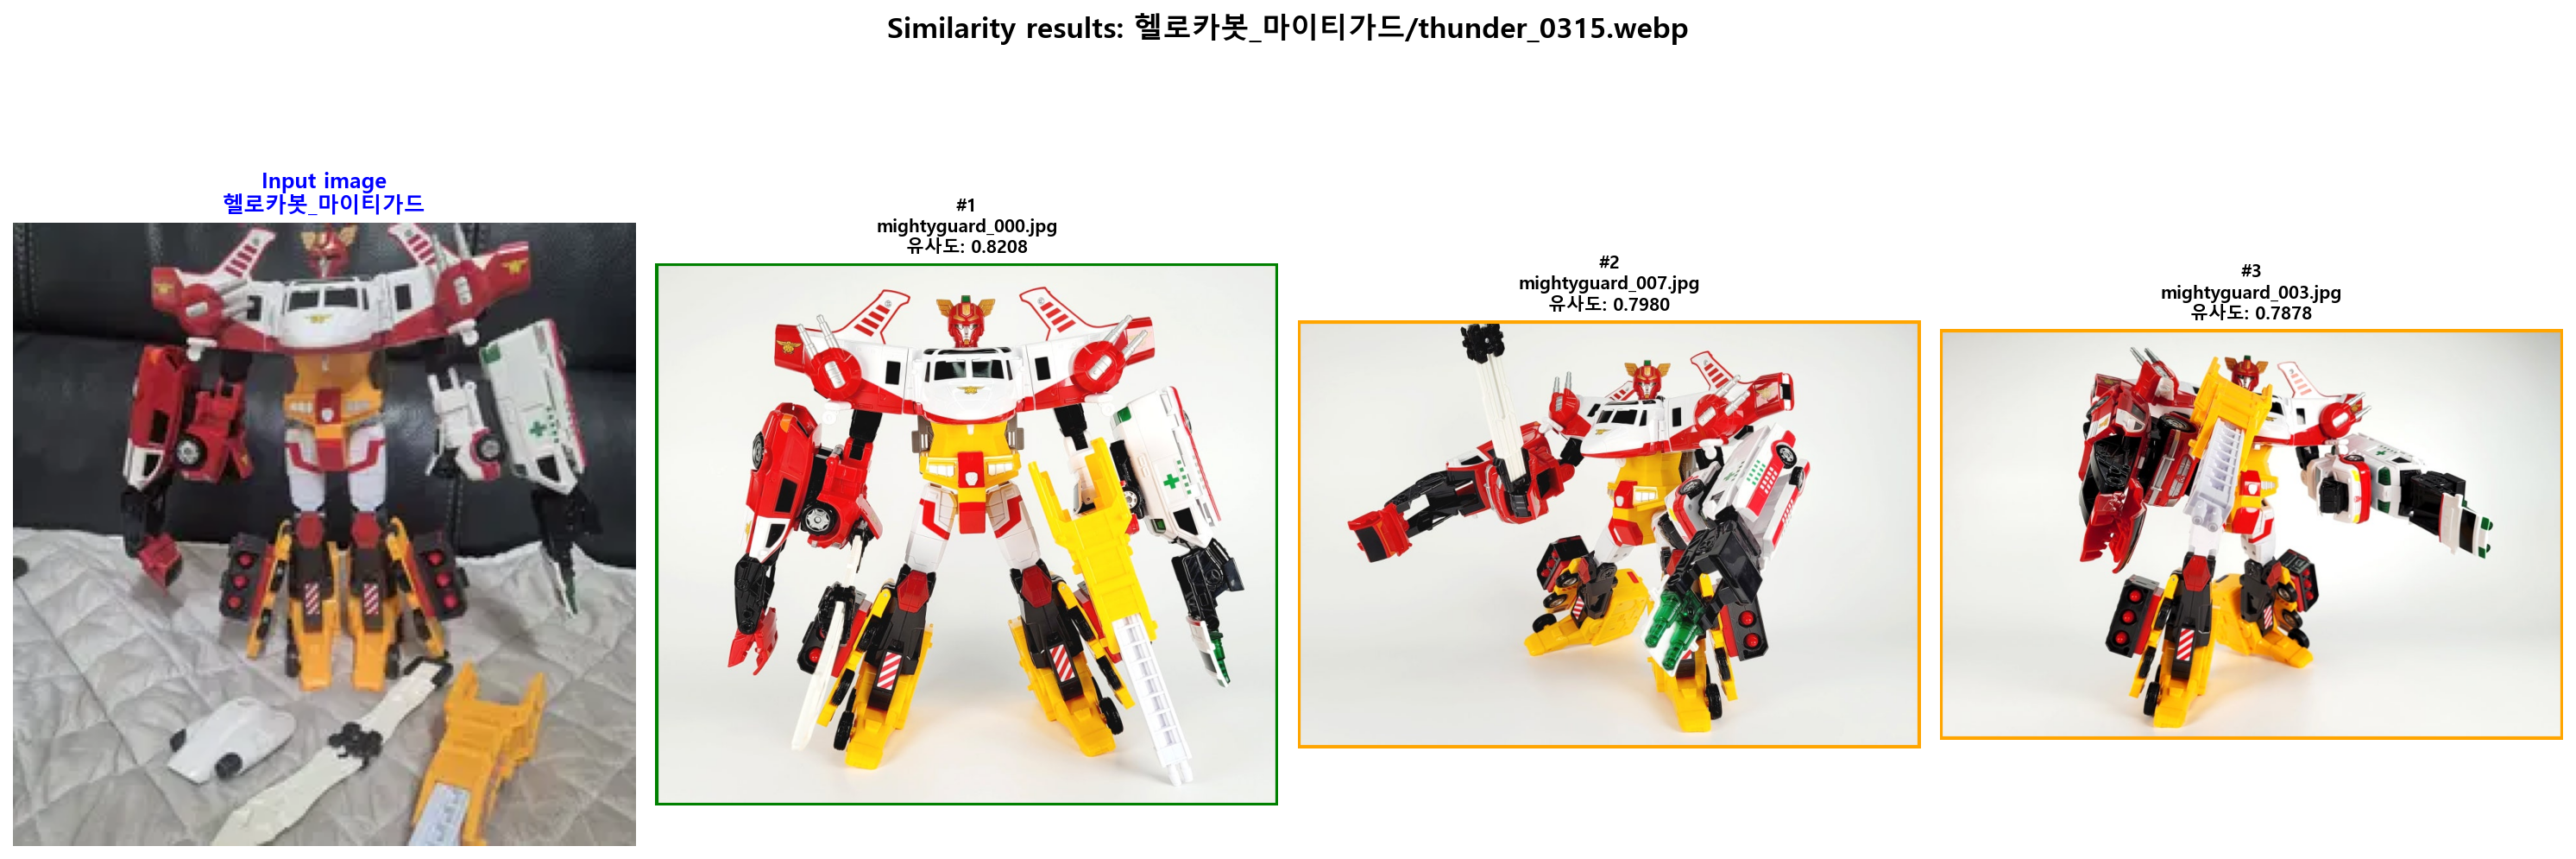 Similarity results: 헬로카봇_마이티가드/thunder_0315.webp
Input image
헬로카봇_마이티가드
#1
mightyguard_000.jpg
유사도: 0.8208
#2
mightyguard_007.jpg
유사도: 0.7980
#3
mightyguard_003.jpg
유사도: 0.7878